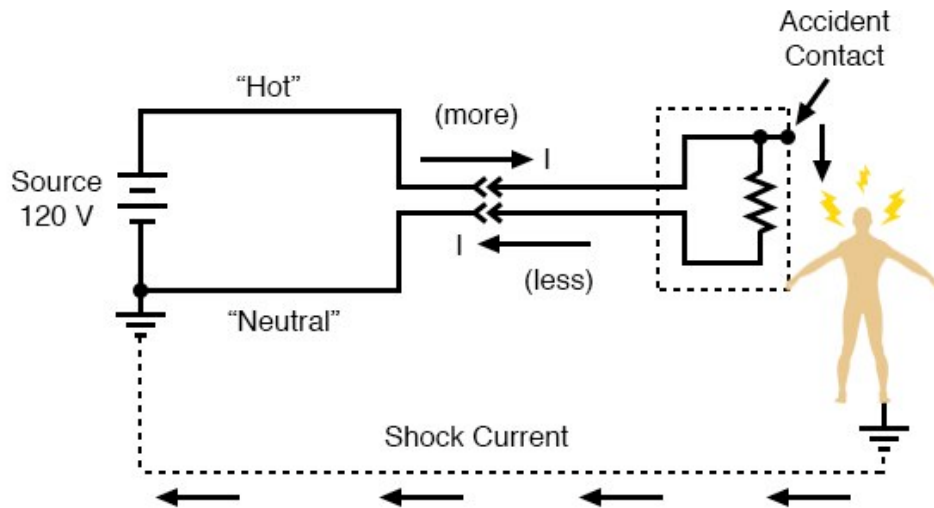 Accident
Contact
“Hot”
(more)
I
Source
120 V
I
(less)
“Neutral”
Shock Current